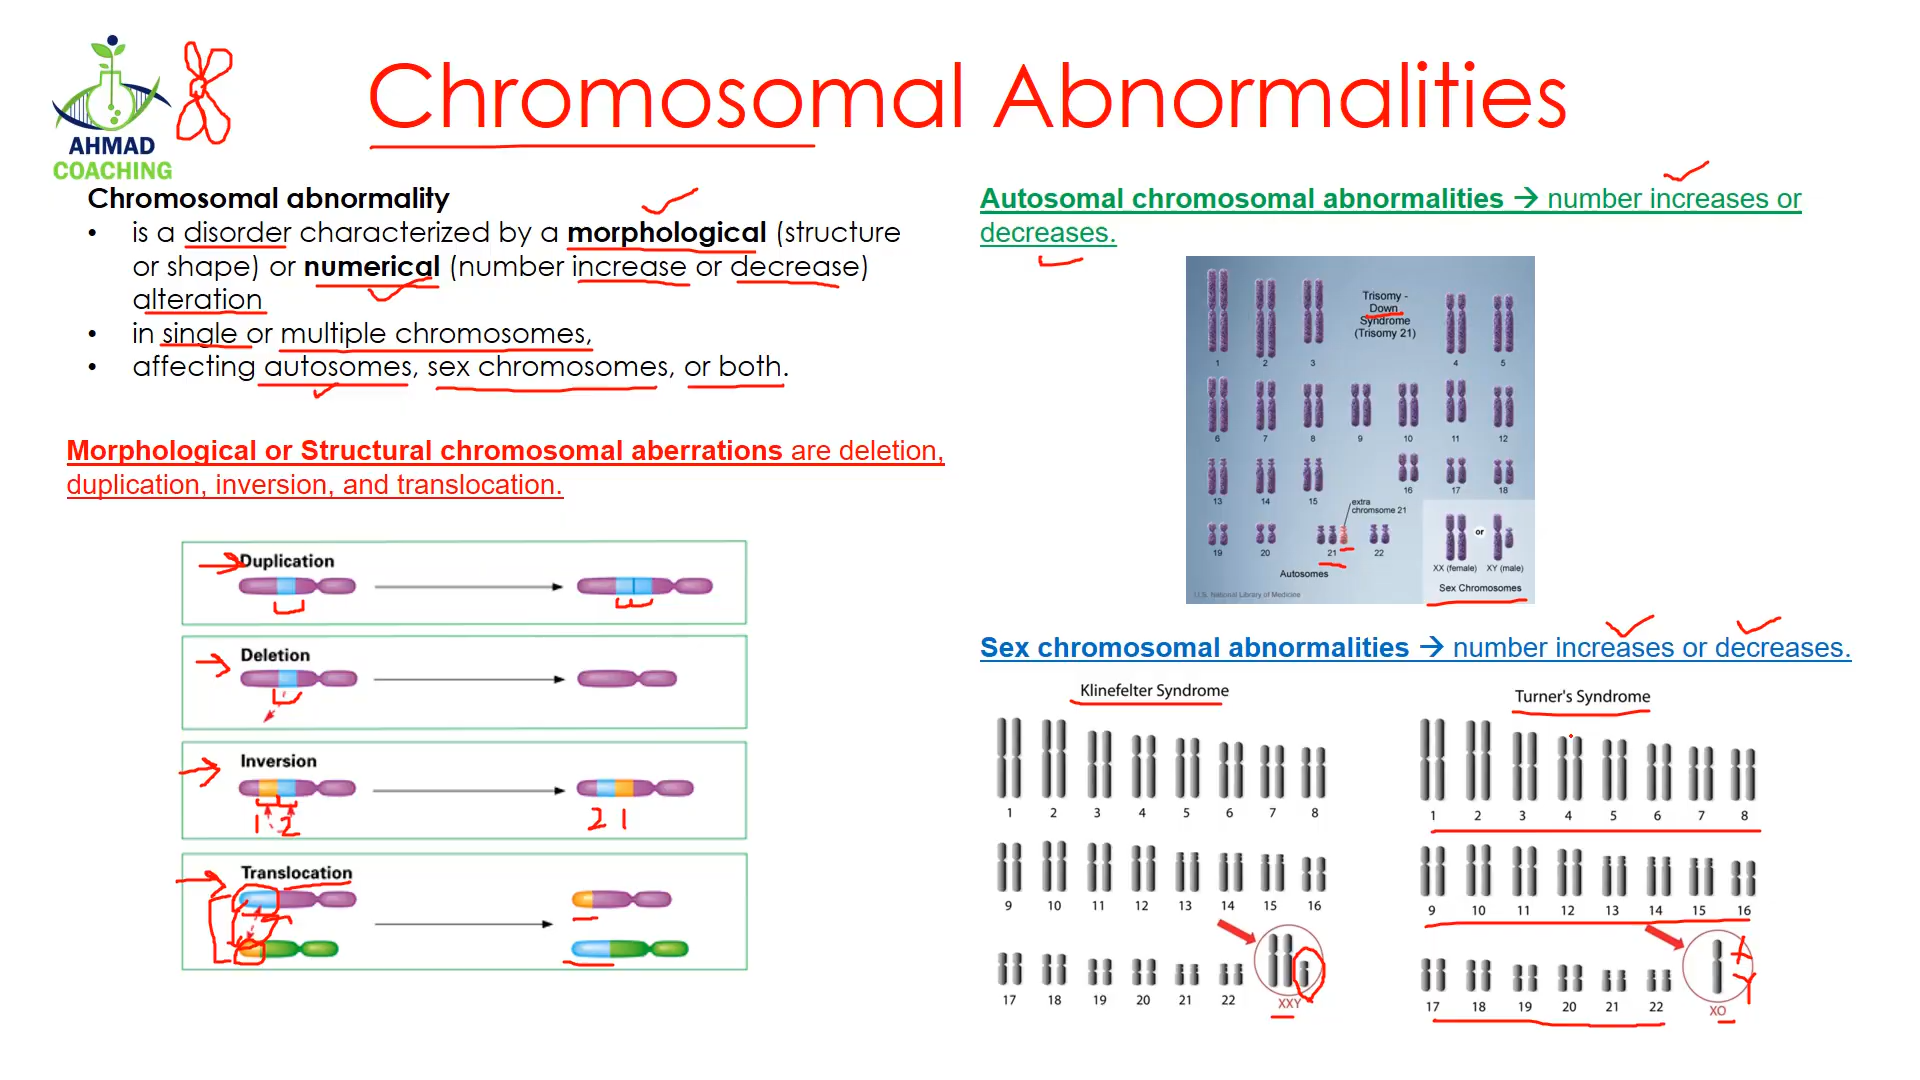 AHMAD
COACHING
Chromosomal Abnormalities
Chromosomal abnormality
• is a disorder characterized by a morphological (structure
or shape) or numerical (number increase or decrease)
alteration
• in single or multiple chromosomes,
• affecting autosomes, sex chromosomes, or both.
Morphological or Structural chromosomal aberrations are deletion,
duplication, inversion, and translocation.
Duplication
Deletion
Inversion
1 2
2 1
Translocation
Autosomal chromosomal abnormalities → number increases or
decreases.
Trisomy -
Down
Syndrome
(Trisomy 21)
1 2 3 4 5
6 7 8 9 10 11 12
13 14 15 16 17 18
extra
chromsome 21
19 20 21 22
or
XX (female) XY (male)
Autosomes
Sex Chromosomes
U.S. National Library of Medicine
Sex chromosomal abnormalities → number increases or decreases.
Klinefelter Syndrome
1 2 3 4 5 6 7 8
9 10 11 12 13 14 15 16
17 18 19 20 21 22
XXY
Turner's Syndrome
1 2 3 4 5 6 7 8
9 10 11 12 13 14 15 16
17 18 19 20 21 22
X
Y
XO